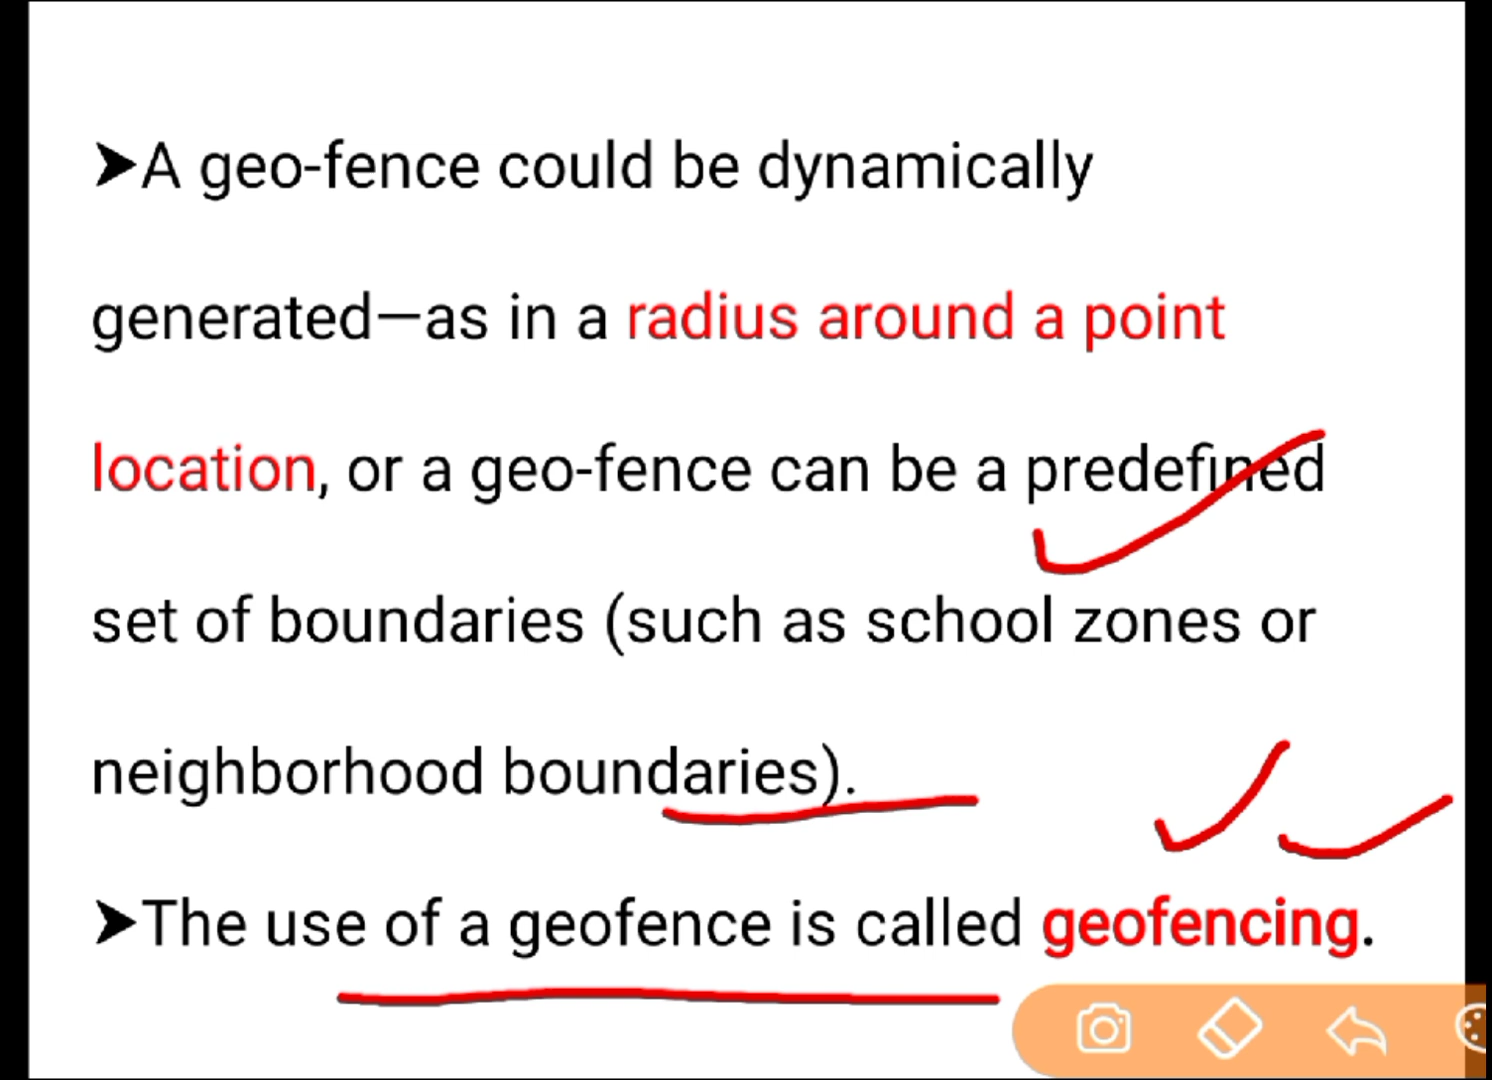 ➤A geo-fence could be dynamically
generated—as in a radius around a point
location, or a geo-fence can be a predefined
set of boundaries (such as school zones or
neighborhood boundaries).
➤The use of a geofence is called geofencing.